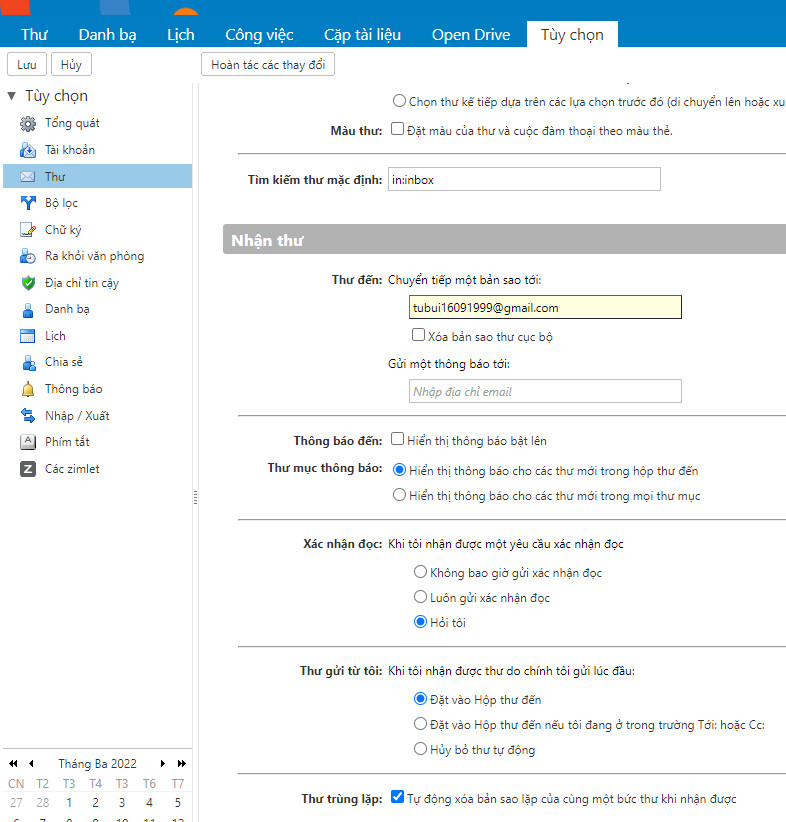 Thư Danh bạ Lịch Công việc Cặp tài liệu Open Drive Tùy chọn
Lưu Hủy Hoàn tác các thay đổi
Tùy chọn
Tổng quát
Tài khoản
Thư
Bộ lọc
Chữ ký
Ra khỏi văn phòng
Địa chỉ tin cậy
Danh bạ
Lịch
Chia sẻ
Thông báo
Nhập / Xuất
Phím tắt
Các zimlet
Chọn thư kế tiếp dựa trên các lựa chọn trước đó (di chuyển lên hoặc xu
Màu thư: Đặt màu của thư và cuộc đàm thoại theo màu thẻ.
Tìm kiếm thư mặc định: in:inbox
Nhận thư
Thư đến: Chuyển tiếp một bản sao tới:
tubui16091999@gmail.com
Xóa bản sao thư cục bộ
Gửi một thông báo tới:
Nhập địa chỉ email
Thông báo đến: Hiển thị thông báo bật lên
Thư mục thông báo: Hiển thị thông báo cho các thư mới trong hộp thư đến
Hiển thị thông báo cho các thư mới trong mọi thư mục
Xác nhận đọc: Khi tôi nhận được một yêu cầu xác nhận đọc
Không bao giờ gửi xác nhận đọc
Luôn gửi xác nhận đọc
Hỏi tôi
Thư gửi từ tôi: Khi tôi nhận được thư do chính tôi gửi lúc đầu:
Đặt vào Hộp thư đến
Đặt vào Hộp thư đến nếu tôi đang ở trong trường Tới: hoặc Cc:
Hủy bỏ thư tự động
Thư trùng lặp: Tự động xóa bản sao lặp của cùng một bức thư khi nhận được
Tháng Ba 2022
CN T2 T3 T4 T3 T6 T7
27 28 1 2 3 4 5